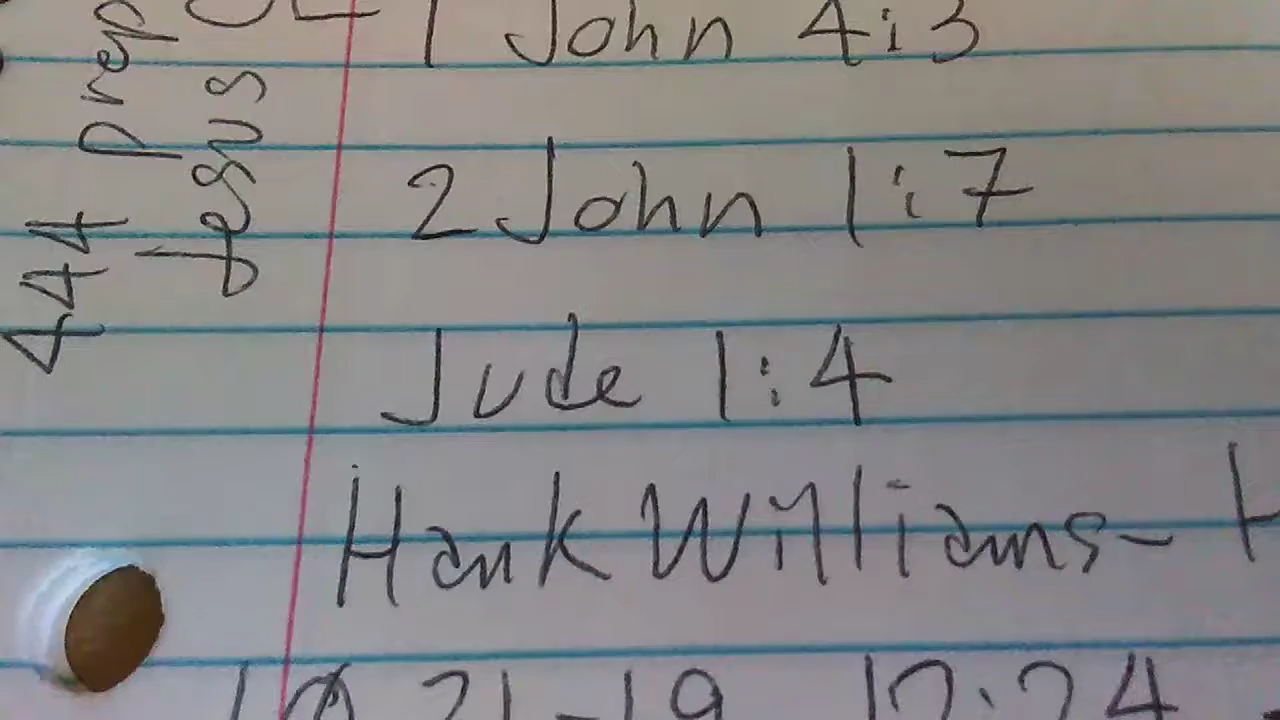 1 John 4:3
2 John 1:7
Jude 1:4
Hank Williams-
444 prep
Jesus